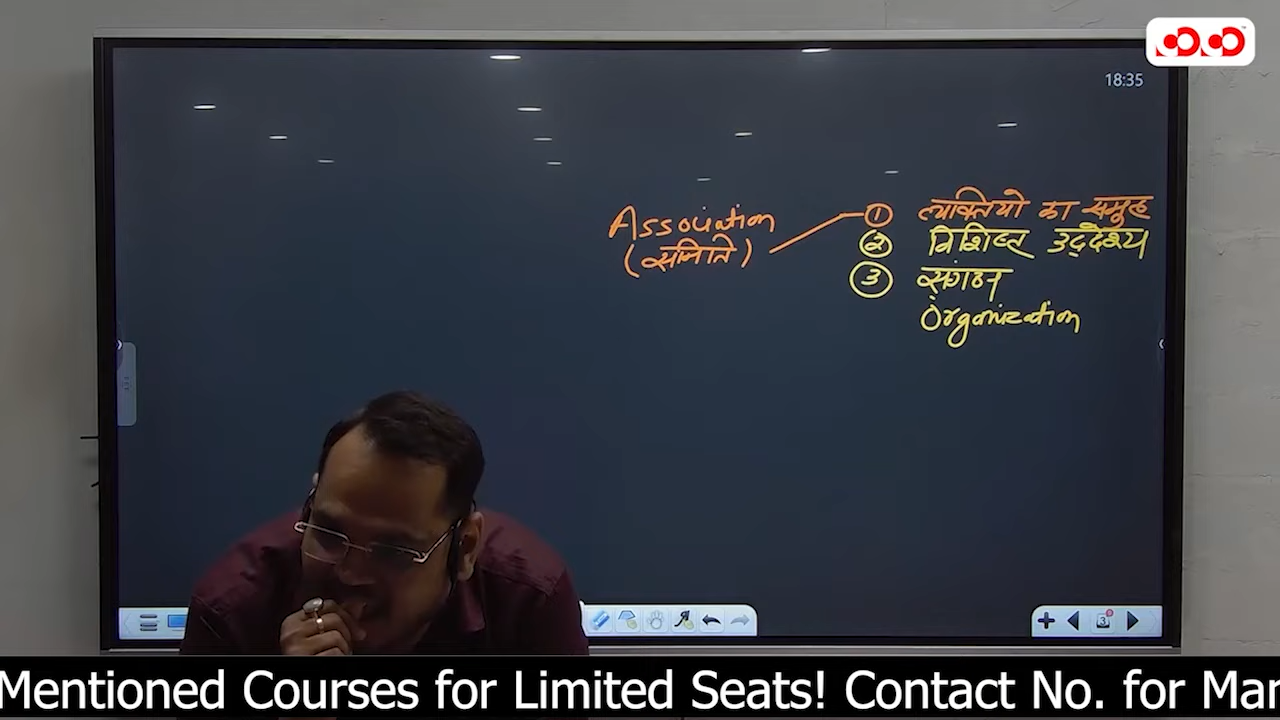 18:35
Association
(समिति)
① व्यक्तियो का समूह
② विशिष्ट उद्देश्य
③ संगठन
Organization
3
Mentioned Courses for Limited Seats! Contact No. for Mar